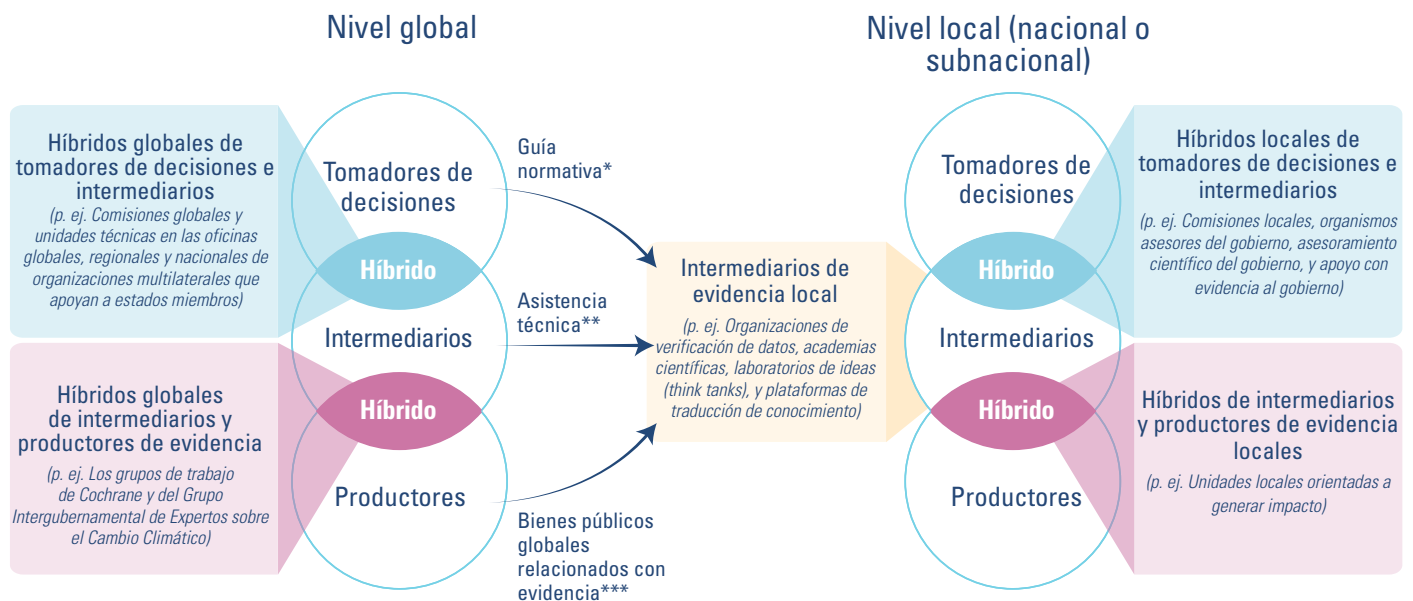 Nivel global
Nivel local (nacional o
subnacional)
Híbridos globales de
tomadores de decisiones e
intermediarios
(p. ej. Comisiones globales y
unidades técnicas en las oficinas
globales, regionales y nacionales de
organizaciones multilaterales que
apoyan a estados miembros)
Híbridos globales
de intermediarios y
productores de evidencia
(p. ej. Los grupos de trabajo
de Cochrane y del Grupo
Intergubernamental de Expertos sobre
el Cambio Climático)
Tomadores de
decisiones
Híbrido
Intermediarios
Híbrido
Productores
Guía
normativa*
Asistencia
técnica**
Bienes públicos
globales
relacionados con
evidencia***
Intermediarios de
evidencia local
(p. ej. Organizaciones de
verificación de datos, academias
científicas, laboratorios de ideas
(think tanks), y plataformas de
traducción de conocimiento)
Tomadores de
decisiones
Híbrido
Intermediarios
Híbrido
Productores
Híbridos locales de
tomadores de decisiones e
intermediarios
(p. ej. Comisiones locales, organismos
asesores del gobierno, asesoramiento
científico del gobierno, y apoyo con
evidencia al gobierno)
Híbridos de intermediarios
y productores de evidencia
locales
(p. ej. Unidades locales orientadas a
generar impacto)